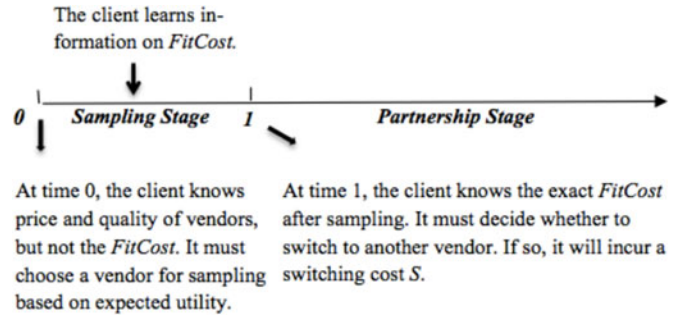 The client learns in-
formation on FitCost.
0 Sampling Stage 1 Partnership Stage
At time 0, the client knows
price and quality of vendors,
but not the FitCost. It must
choose a vendor for sampling
based on expected utility.
At time 1, the client knows the exact FitCost
after sampling. It must decide whether to
switch to another vendor. If so, it will incur a
switching cost S.